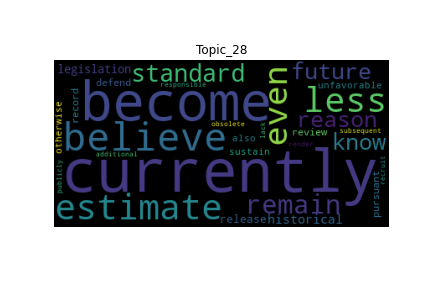 Topic_28
legislation
standard
future
defend
responsible
unfavorable
record
become
even
less
otherwise
obsolete
reason
believe
also
lack
review
subsequent
know
additional
sustain
render
publicly
currently
pursuant
recruit
estimate
remain
release
historical